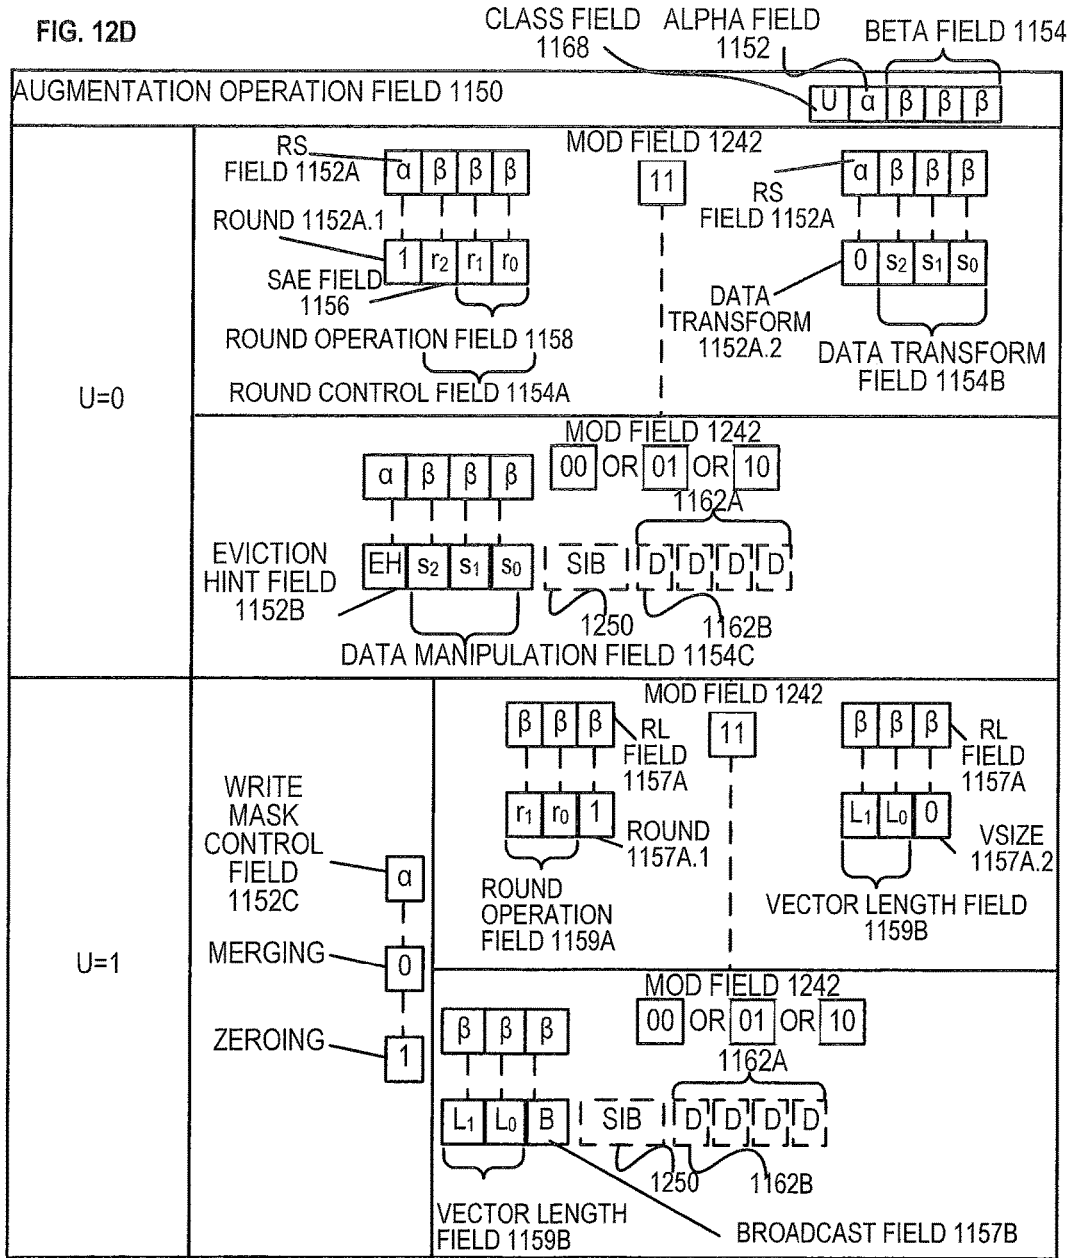 FIG. 12D
CLASS FIELD 1168
ALPHA FIELD 1152
BETA FIELD 1154
AUGMENTATION OPERATION FIELD 1150
U α β β β
U=0
MOD FIELD 1242
11
RS
FIELD 1152A
α β β β
ROUND 1152A.1
1 r2 r1 r0
SAE FIELD
1156
ROUND OPERATION FIELD 1158
ROUND CONTROL FIELD 1154A
RS
FIELD 1152A
α β β β
0 s2 s1 s0
DATA
TRANSFORM
1152A.2
DATA TRANSFORM
FIELD 1154B
MOD FIELD 1242
00 OR 01 OR 10
α β β β
1162A
EVICTION
HINT FIELD
1152B
EH s2 s1 s0 SIB D D D D
1250
1162B
DATA MANIPULATION FIELD 1154C
U=1
WRITE
MASK
CONTROL
FIELD
1152C
α
MERGING 0
ZEROING 1
MOD FIELD 1242
11
β β β
RL
FIELD
1157A
r1 r0 1
ROUND
1157A.1
ROUND
OPERATION
FIELD 1159A
β β β
RL
FIELD
1157A
L1 L0 0
VSIZE
1157A.2
VECTOR LENGTH FIELD
1159B
MOD FIELD 1242
00 OR 01 OR 10
β β β
1162A
L1 L0 B SIB D D D D
1250
1162B
VECTOR LENGTH
FIELD 1159B
BROADCAST FIELD 1157B